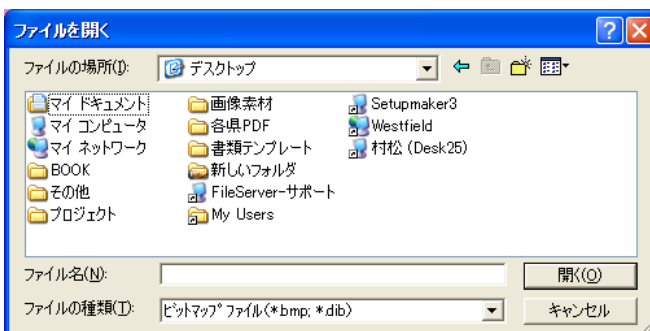 ファイルを開く
ファイルの場所(I):
デスクトップ
マイ ドキュメント
マイ コンピュータ
マイ ネットワーク
BOOK
その他
プロジェクト
画像素材
各県PDF
書類テンプレート
新しいフォルダ
FileServer-サポート
My Users
Setupmaker3
Westfield
村松 (Desk25)
ファイル名(N):
開く(O)
ファイルの種類(T):
ビットマップ ファイル(*bmp; *.dib)
キャンセル